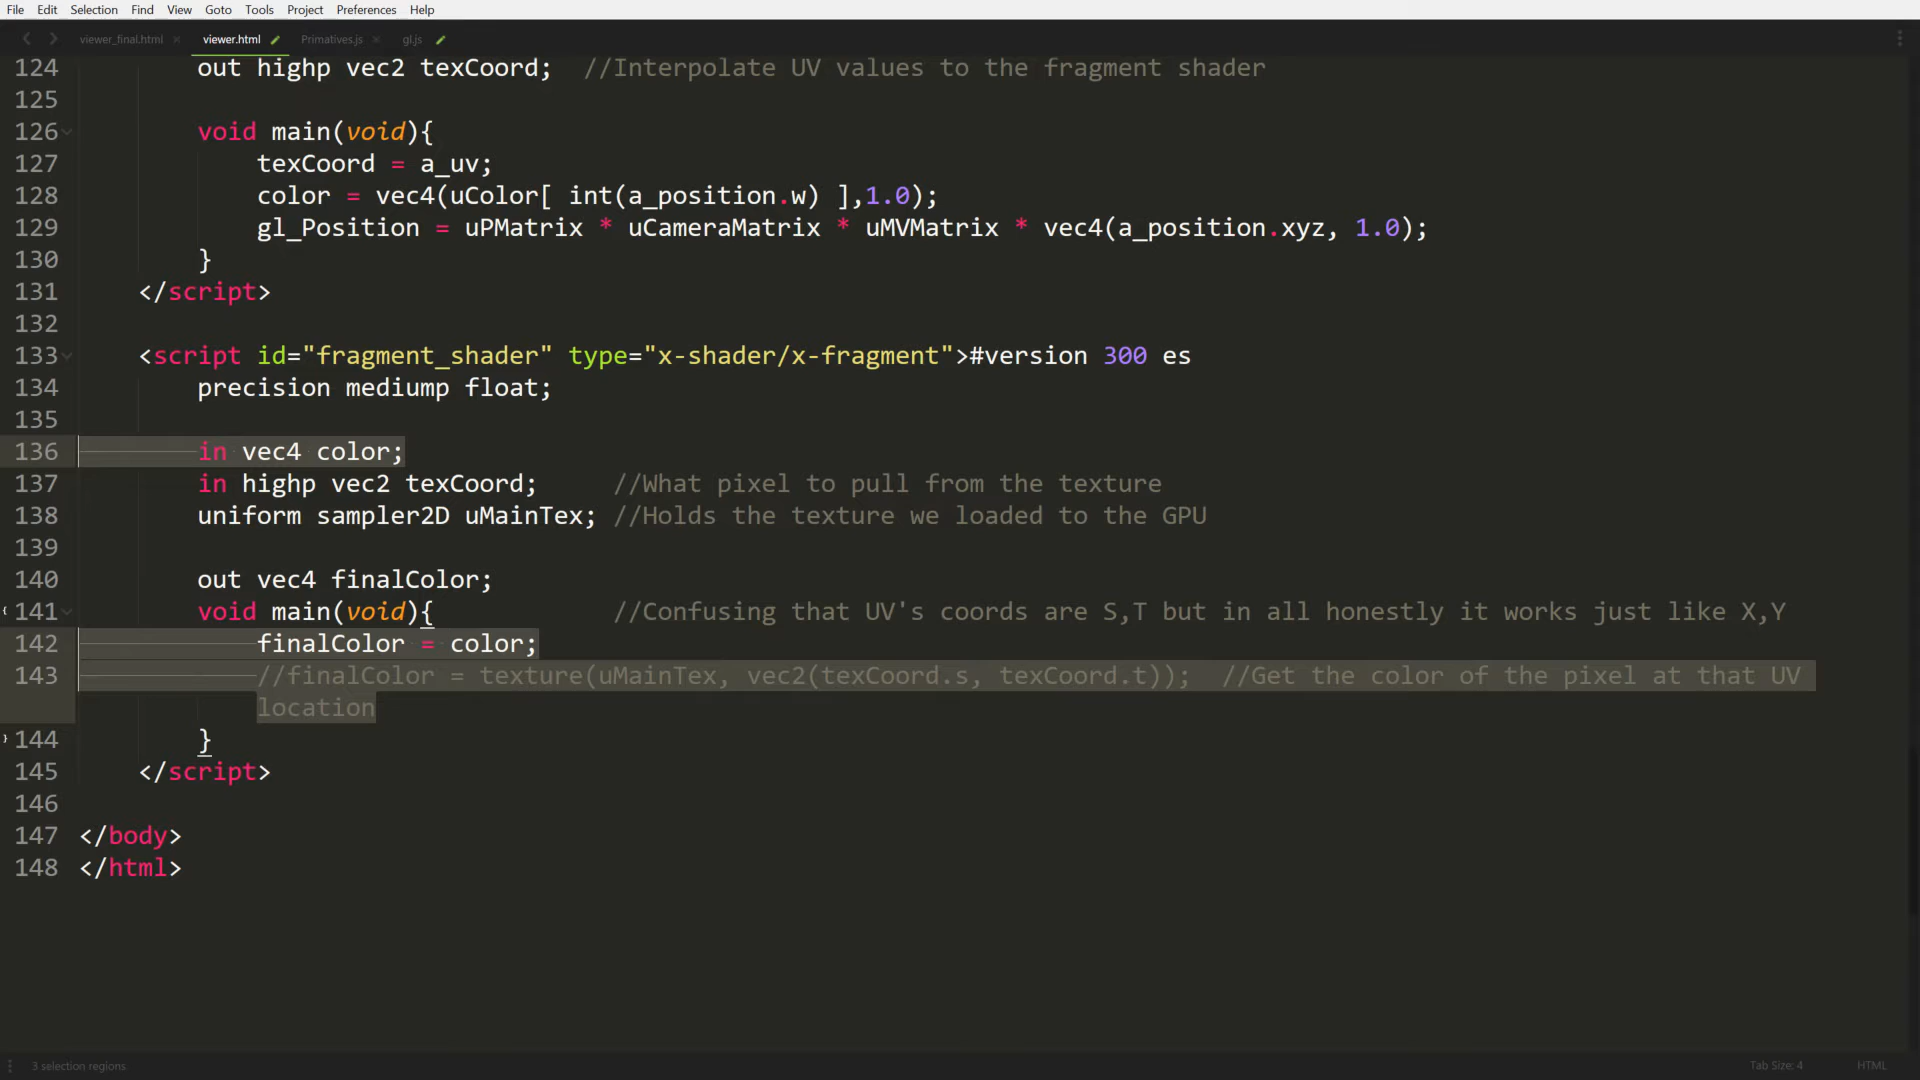 File Edit Selection Find View Goto Tools Project Preferences Help
viewer_final.html × viewer.html Primatives.js × gl.js
124 out highp vec2 texCoord; //Interpolate UV values to the fragment shader
125
126 void main(void){
127 texCoord = a_uv;
128 color = vec4(uColor[ int(a_position.w) ],1.0);
129 gl_Position = uPMatrix * uCameraMatrix * uMVMatrix * vec4(a_position.xyz, 1.0);
130 }
131 </script>
132
133 <script id="fragment_shader" type="x-shader/x-fragment">#version 300 es
134 precision mediump float;
135
136 in vec4 color;
137 in highp vec2 texCoord; //What pixel to pull from the texture
138 uniform sampler2D uMainTex; //Holds the texture we loaded to the GPU
139
140 out vec4 finalColor;
141 void main(void){ //Confusing that UV's coords are S,T but in all honestly it works just like X,Y
142 finalColor = color;
143 //finalColor = texture(uMainTex, vec2(texCoord.s, texCoord.t)); //Get the color of the pixel at that UV
location
144 }
145 </script>
146
147 </body>
148 </html>
3 selection regions Tab Size: 4 HTML